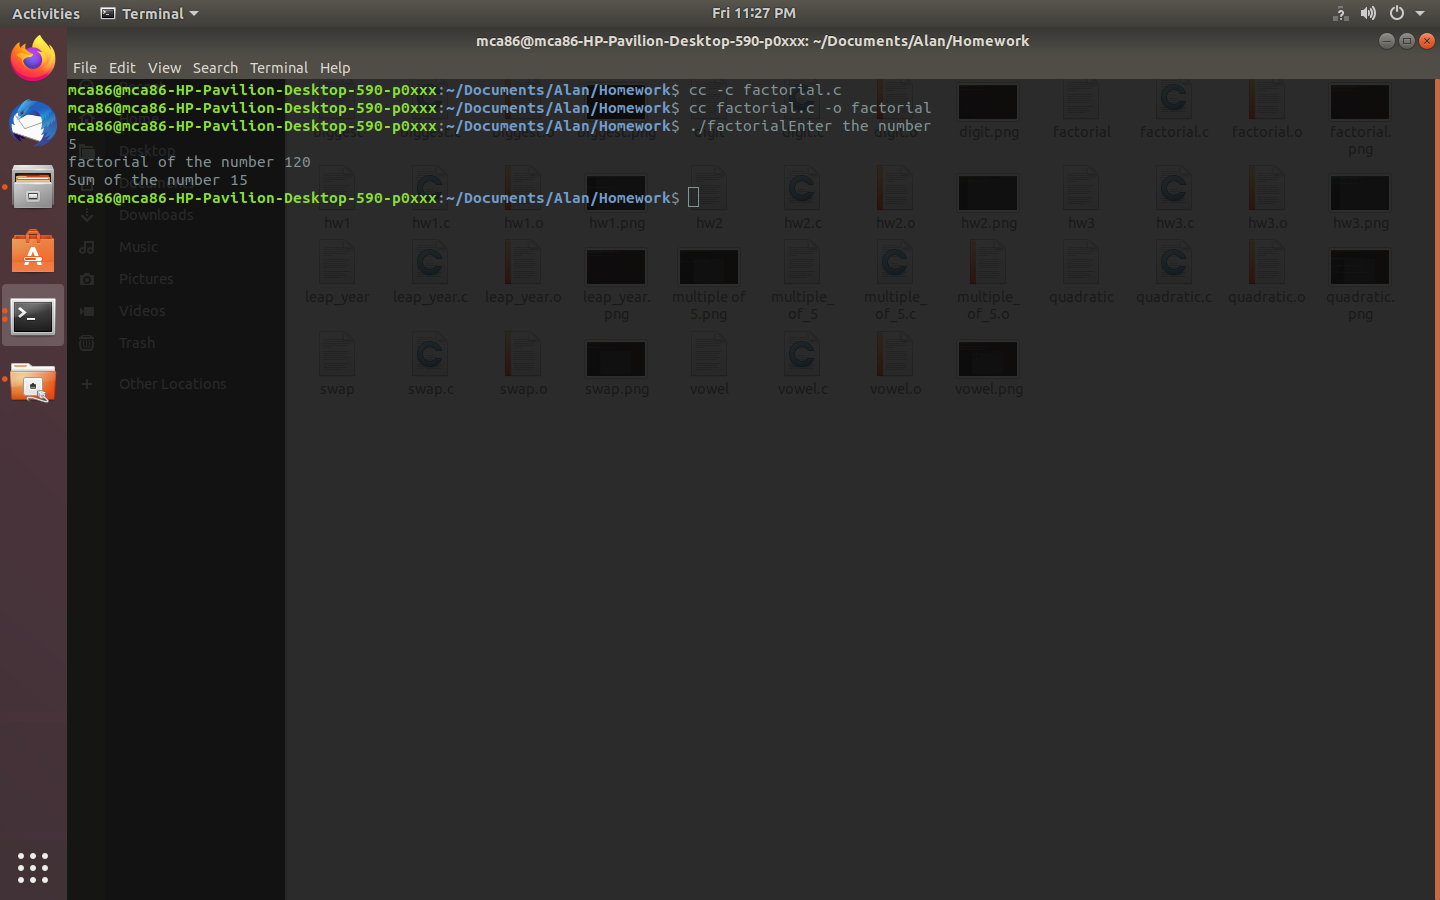 Activities Terminal Fri 11:27 PM
mca86@mca86-HP-Pavilion-Desktop-590-p0xxx: ~/Documents/Alan/Homework
File Edit View Search Terminal Help
mca86@mca86-HP-Pavilion-Desktop-590-p0xxx:~/Documents/Alan/Homework$ cc -c factorial.c
mca86@mca86-HP-Pavilion-Desktop-590-p0xxx:~/Documents/Alan/Homework$ cc factorial.c -o factorial
mca86@mca86-HP-Pavilion-Desktop-590-p0xxx:~/Documents/Alan/Homework$ ./factorialEnter the number
5
factorial of the number 120
Sum of the number 15
mca86@mca86-HP-Pavilion-Desktop-590-p0xxx:~/Documents/Alan/Homework$
Desktop
Downloads
Music
Pictures
Videos
Trash
Other Locations
digit.png factorial factorial.c factorial.o factorial.
png
hw1 hw1.c hw1.o hw1.png hw2 hw2.c hw2.o hw2.png hw3 hw3.c hw3.o hw3.png
leap_year leap_year.c leap_year.o leap_year. multiple of multiple_ multiple_ multiple_ quadratic quadratic.c quadratic.o quadratic.
png 5.png of_5 of_5.c of_5.o png
swap swap.c swap.o swap.png vowel vowel.c vowel.o vowel.png